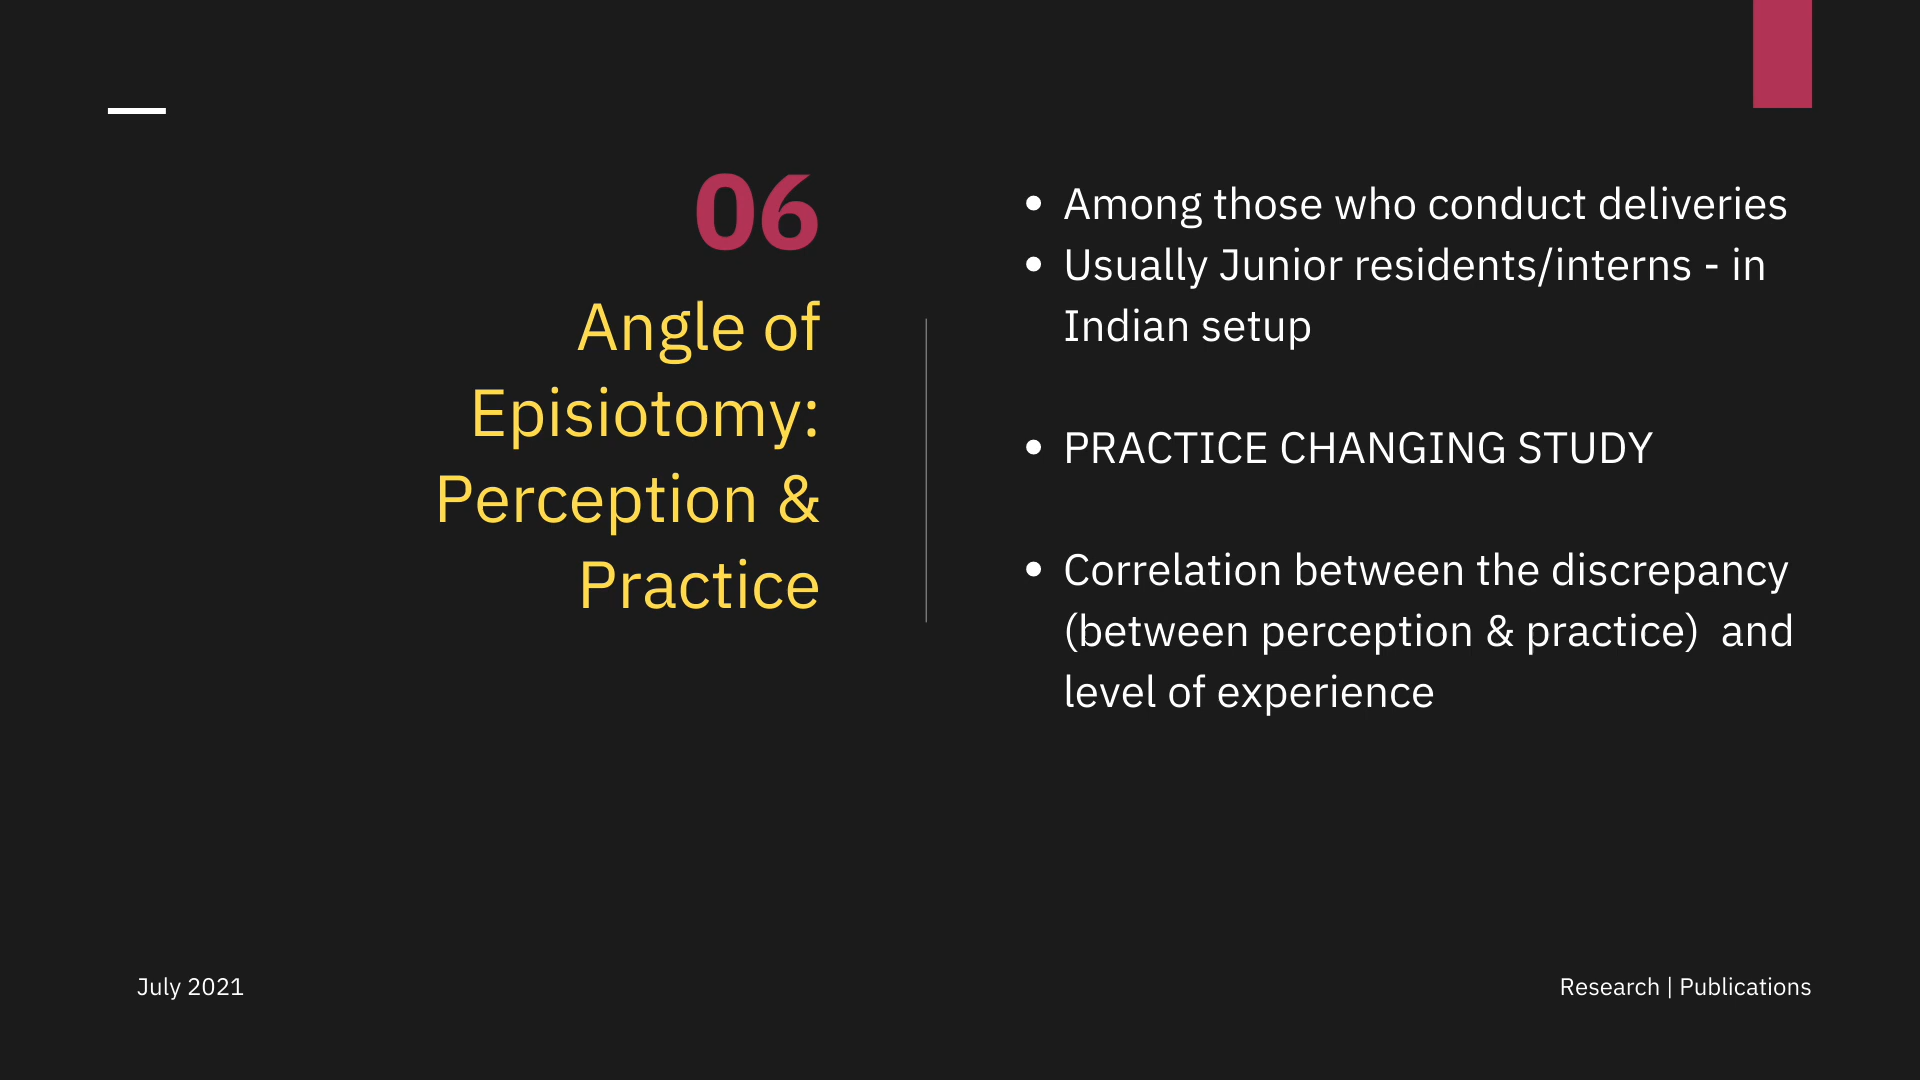 06
Angle of
Episiotomy:
Perception &
Practice
• Among those who conduct deliveries
• Usually Junior residents/interns - in
Indian setup
• PRACTICE CHANGING STUDY
• Correlation between the discrepancy
(between perception & practice)  and
level of experience
July 2021
Research | Publications